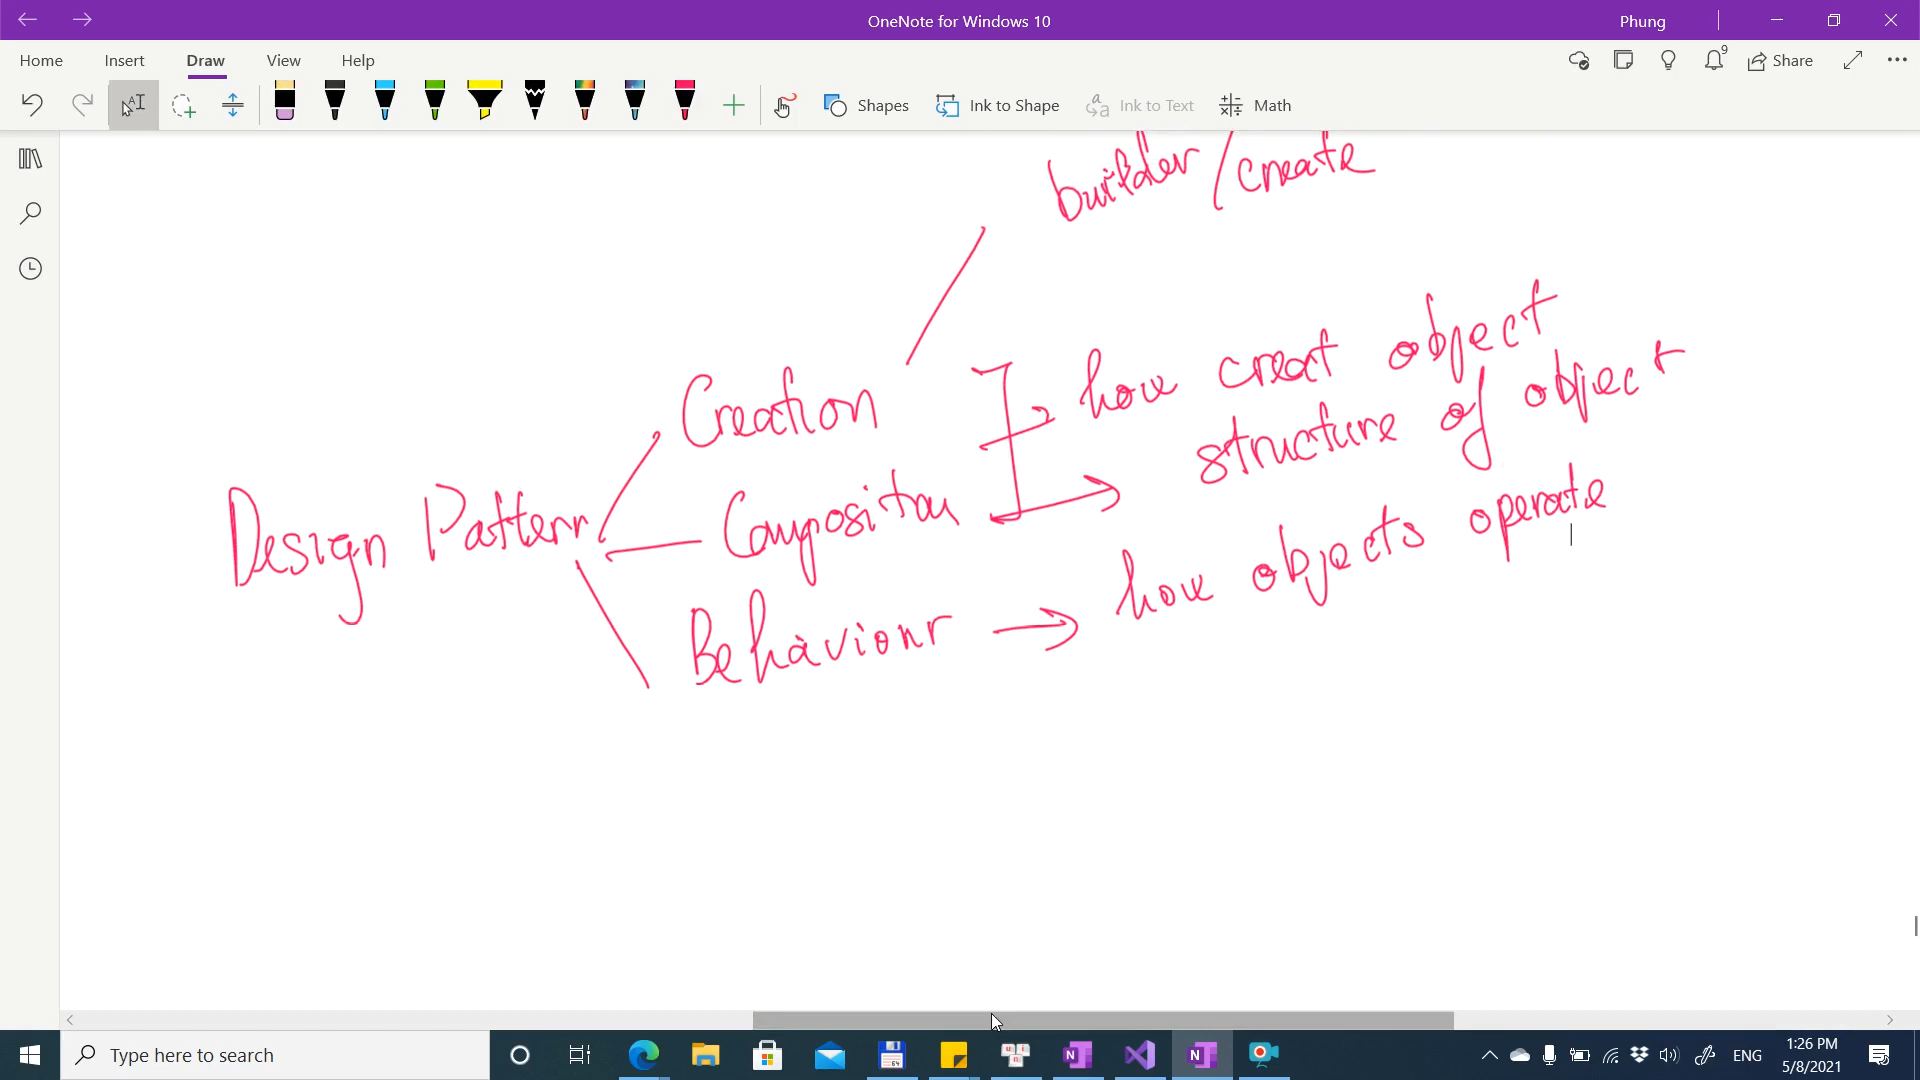 OneNote for Windows 10
Phung
Home Insert Draw View Help
9
Share
Shapes
Ink to Shape
Ink to Text
Math
builder / create
Creation
how creat object
structure of object
Design Pattern
Composition
how objects operate
Behaviour
Type here to search
ENG
1:26 PM
5/8/2021